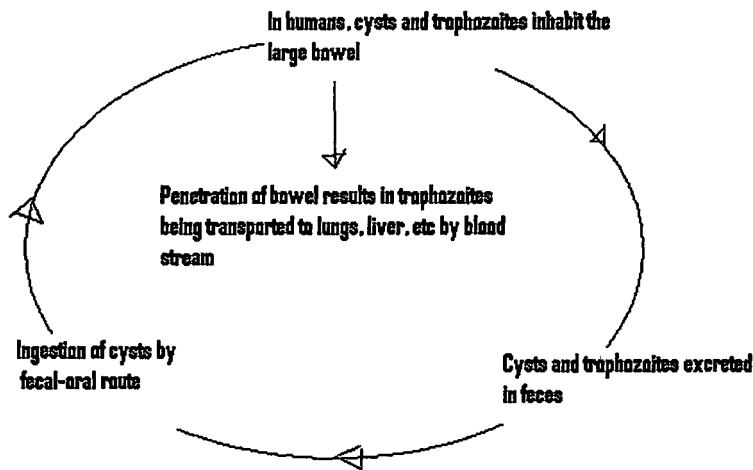 In humans, cysts and trophozoites inhabit the
large bowel
Penetration of bowel results in trophozoites
being transported to lungs, liver, etc by blood
stream
Ingestion of cysts by
fecal-oral route
Cysts and trophozoites excreted
in feces